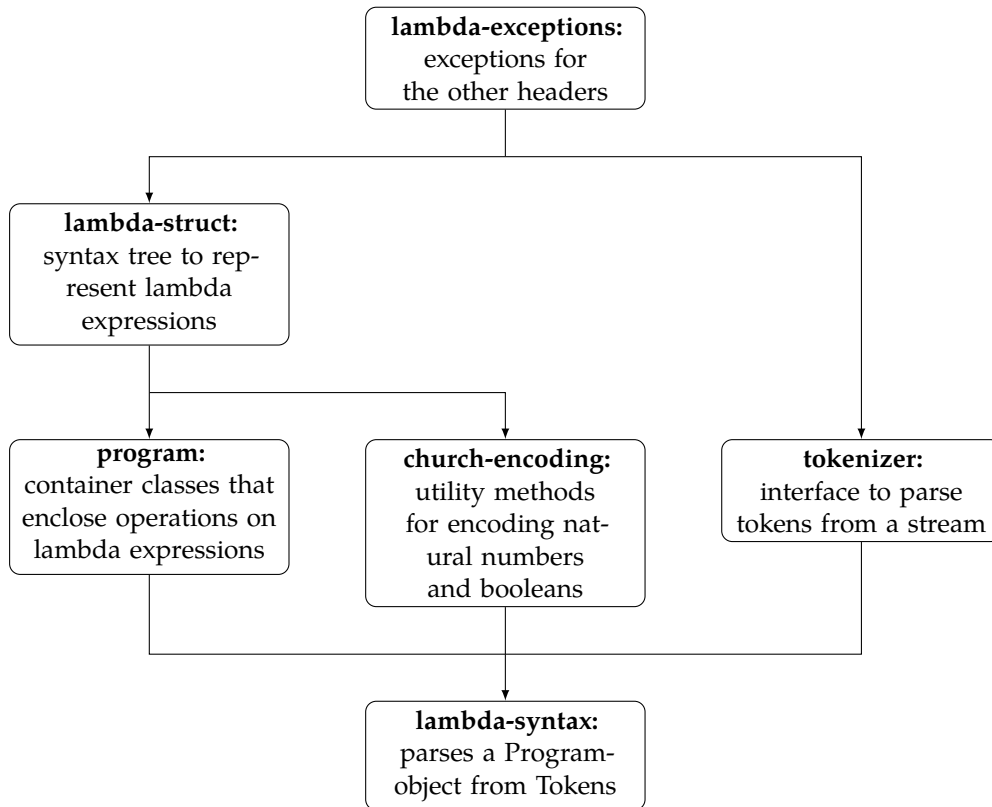 lambda-exceptions:
exceptions for
the other headers
lambda-struct:
syntax tree to rep-
resent lambda
expressions
program:
container classes that
enclose operations on
lambda expressions
church-encoding:
utility methods
for encoding nat-
ural numbers
and booleans
tokenizer:
interface to parse
tokens from a stream
lambda-syntax:
parses a Program-
object from Tokens